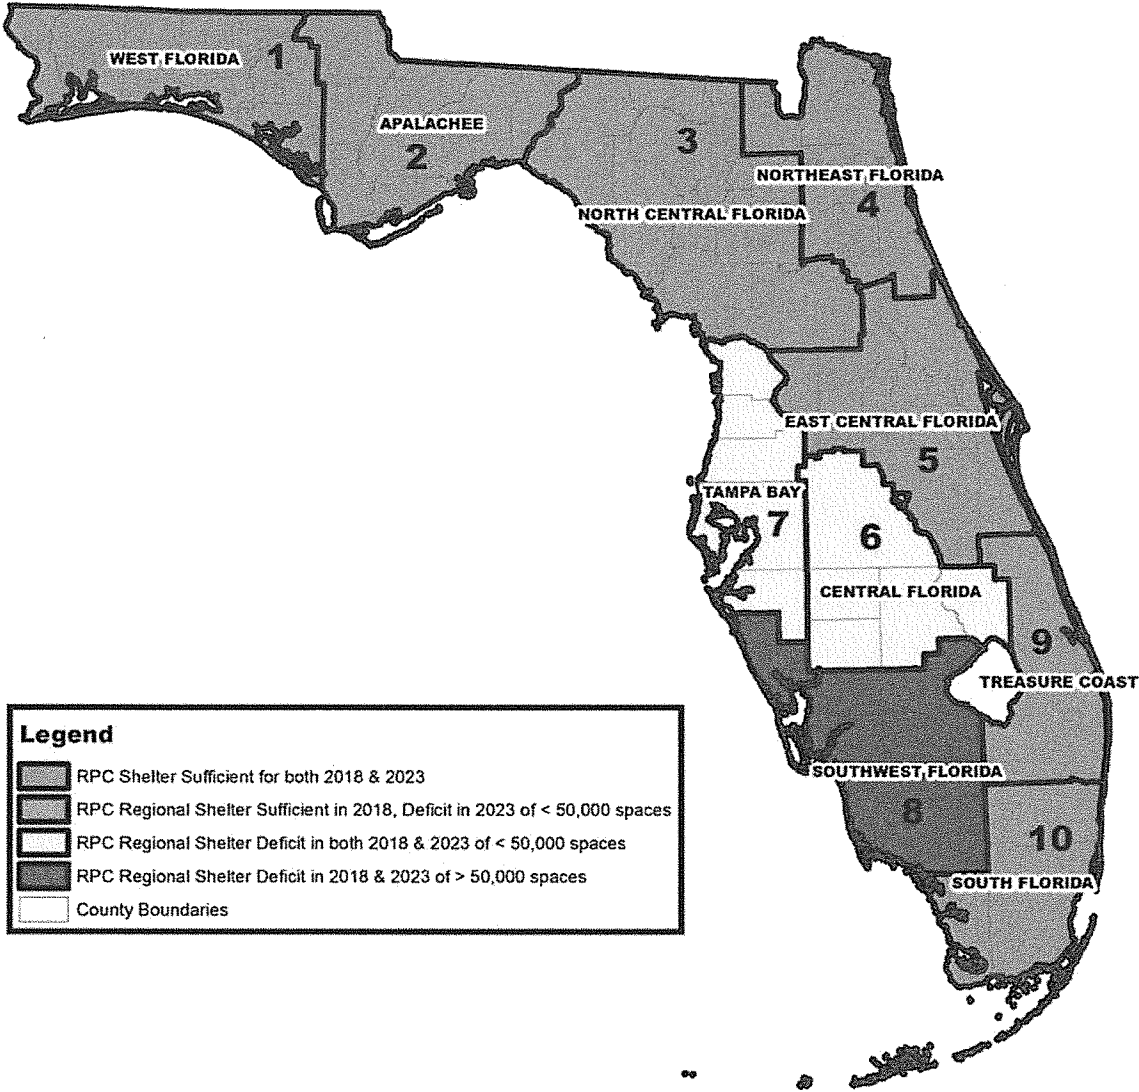 WEST FLORIDA
1
APALACHEE
2
3
NORTHEAST FLORIDA
4
NORTH CENTRAL FLORIDA
EAST CENTRAL FLORIDA
5
TAMPA BAY
7
6
CENTRAL FLORIDA
9
TREASURE COAST
SOUTHWEST FLORIDA
8
10
SOUTH FLORIDA
Legend
RPC Shelter Sufficient for both 2018 & 2023
RPC Regional Shelter Sufficient in 2018, Deficit in 2023 of < 50,000 spaces
RPC Regional Shelter Deficit in both 2018 & 2023 of < 50,000 spaces
RPC Regional Shelter Deficit in 2018 & 2023 of > 50,000 spaces
County Boundaries